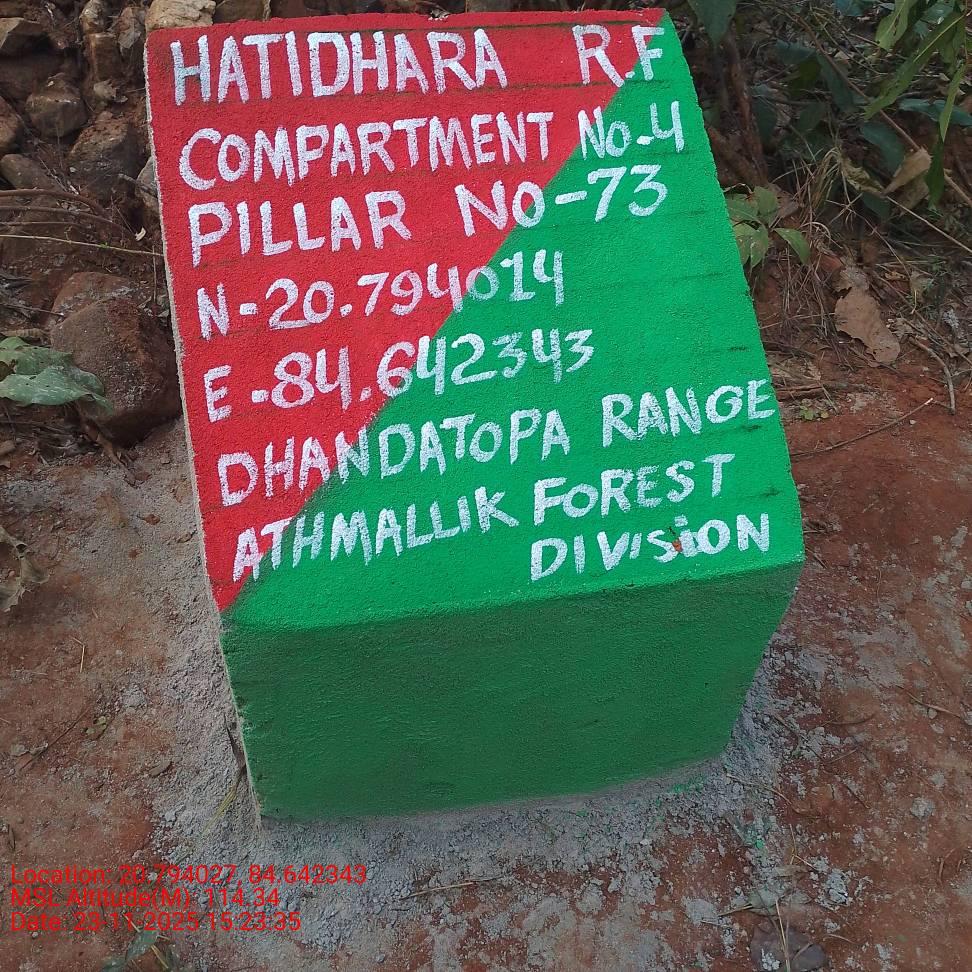 HATIDHARA R.F
COMPARTMENT No.4
PILLAR NO-73
N-20.794014
E-84.642343
DHANDATOPA RANGE
ATHMALLIK FOREST
DIVISiON
Location: 20.794027, 84.642343
MSL Altitude(M): 114.34
Date: 23-11-2025 15:23:35